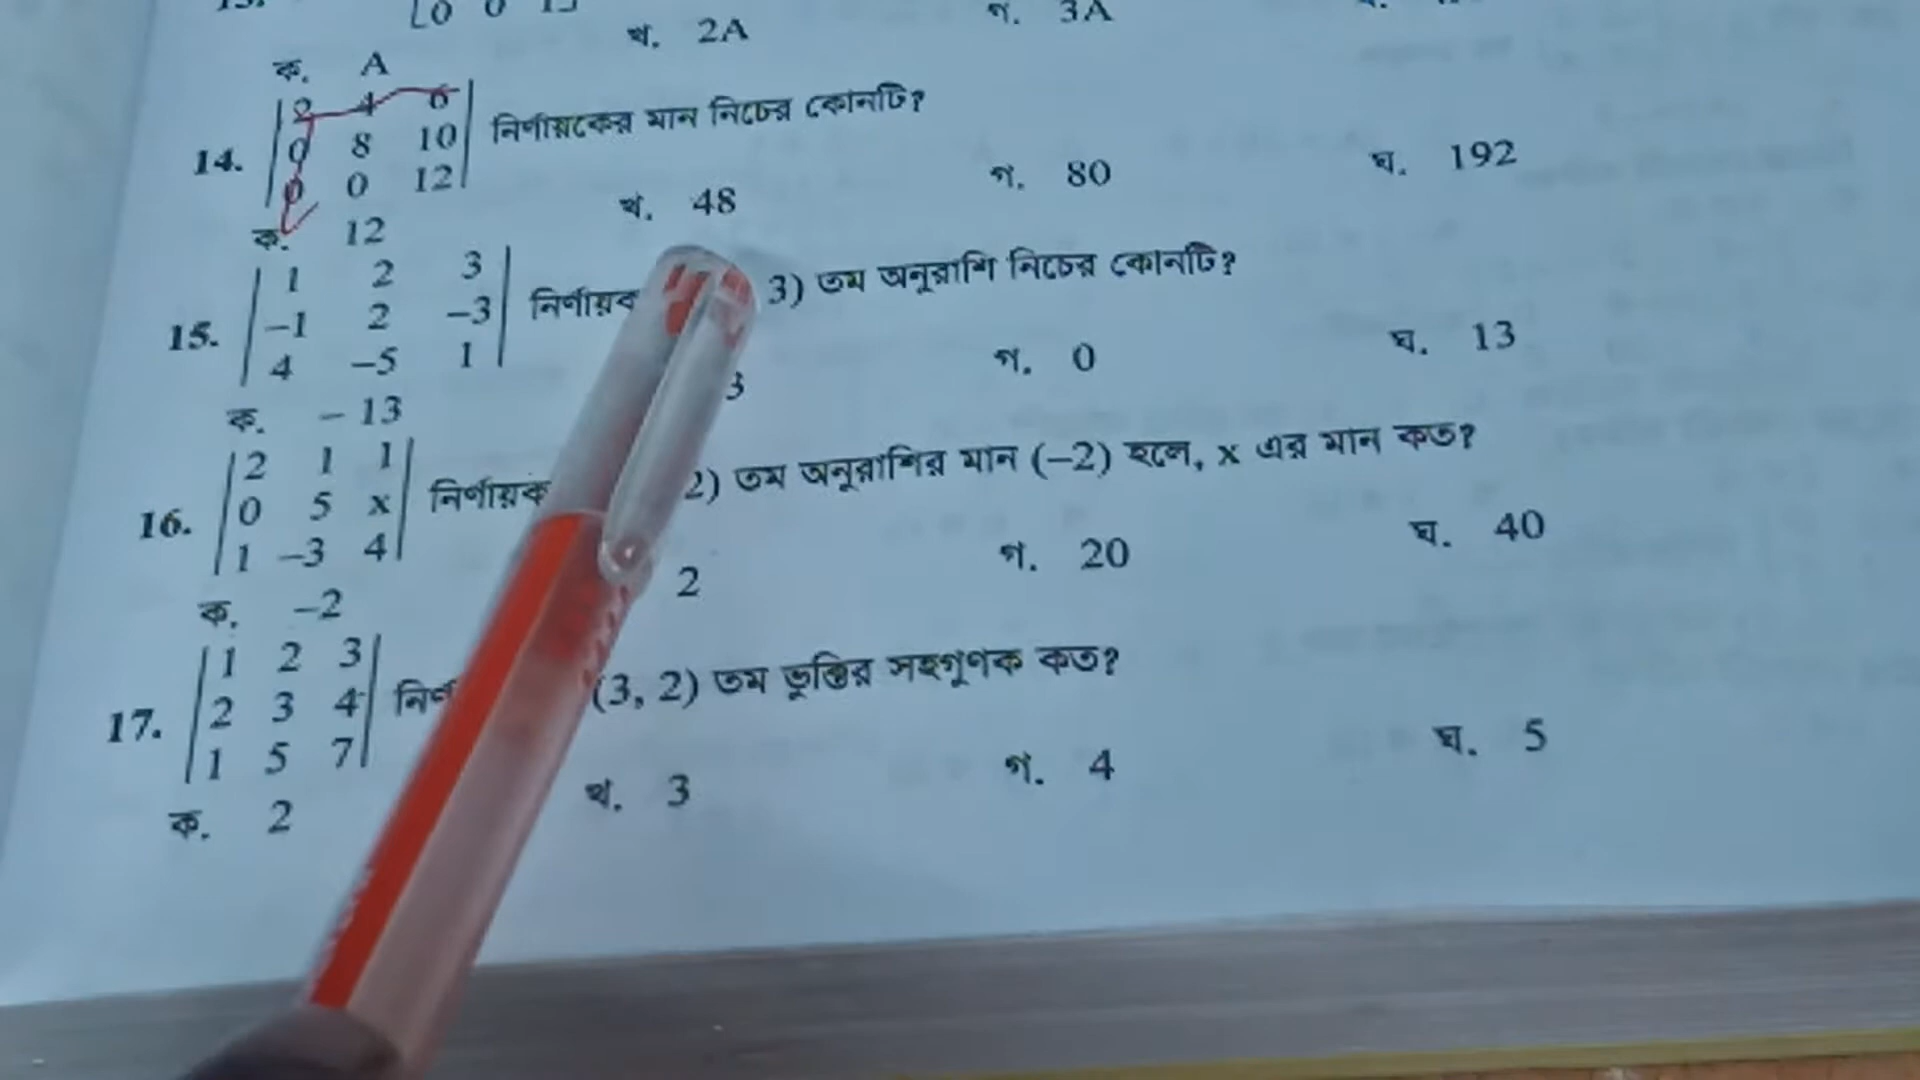 খ. 2A গ. 3A
ক. A
14. |2 4 6| নির্ণায়কের মান নিচের কোনটি?
|0 8 10|
|0 0 12|
ক. 12 খ. 48 গ. 80 ঘ. 192
15. |1 2 3| 3) তম অনুরাশি নিচের কোনটি?
|-1 2 -3|
|4 -5 1|
ক. -13 3 গ. 0 ঘ. 13
16. |2 1 1| নির্ণায়ক 2) তম অনুরাশির মান (-2) হলে, x এর মান কত?
|0 5 x|
|1 -3 4|
ক. -2 2 গ. 20 ঘ. 40
17. |1 2 3| (3, 2) তম ভুক্তির সহগুণক কত?
|2 3 4|
|1 5 7|
ক. 2 খ. 3 গ. 4 ঘ. 5